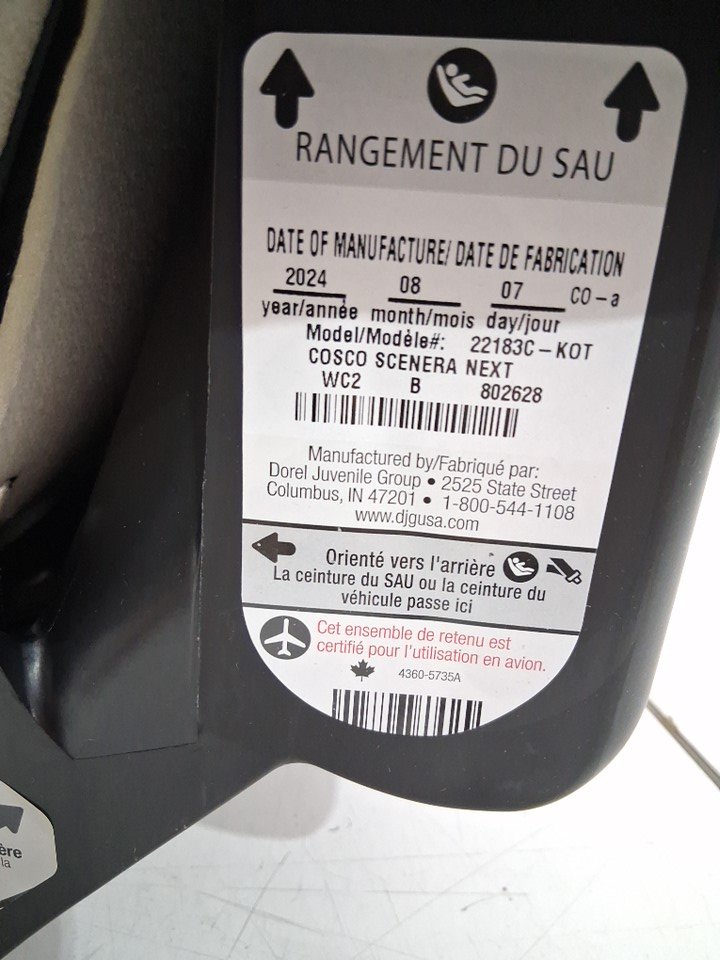 RANGEMENT DU SAU
DATE OF MANUFACTURE/ DATE DE FABRICATION
2024 08 07 CO-a
year/année month/mois day/jour
Model/Modèle#: 22183C-KOT
COSCO SCENERA NEXT
WC2 B 802628
Manufactured by/Fabriqué par:
Dorel Juvenile Group • 2525 State Street
Columbus, IN 47201 • 1-800-544-1108
www.djgusa.com
Orienté vers l'arrière
La ceinture du SAU ou la ceinture du
véhicule passe ici
Cet ensemble de retenu est
certifié pour l'utilisation en avion.
4360-5735A
ère
la